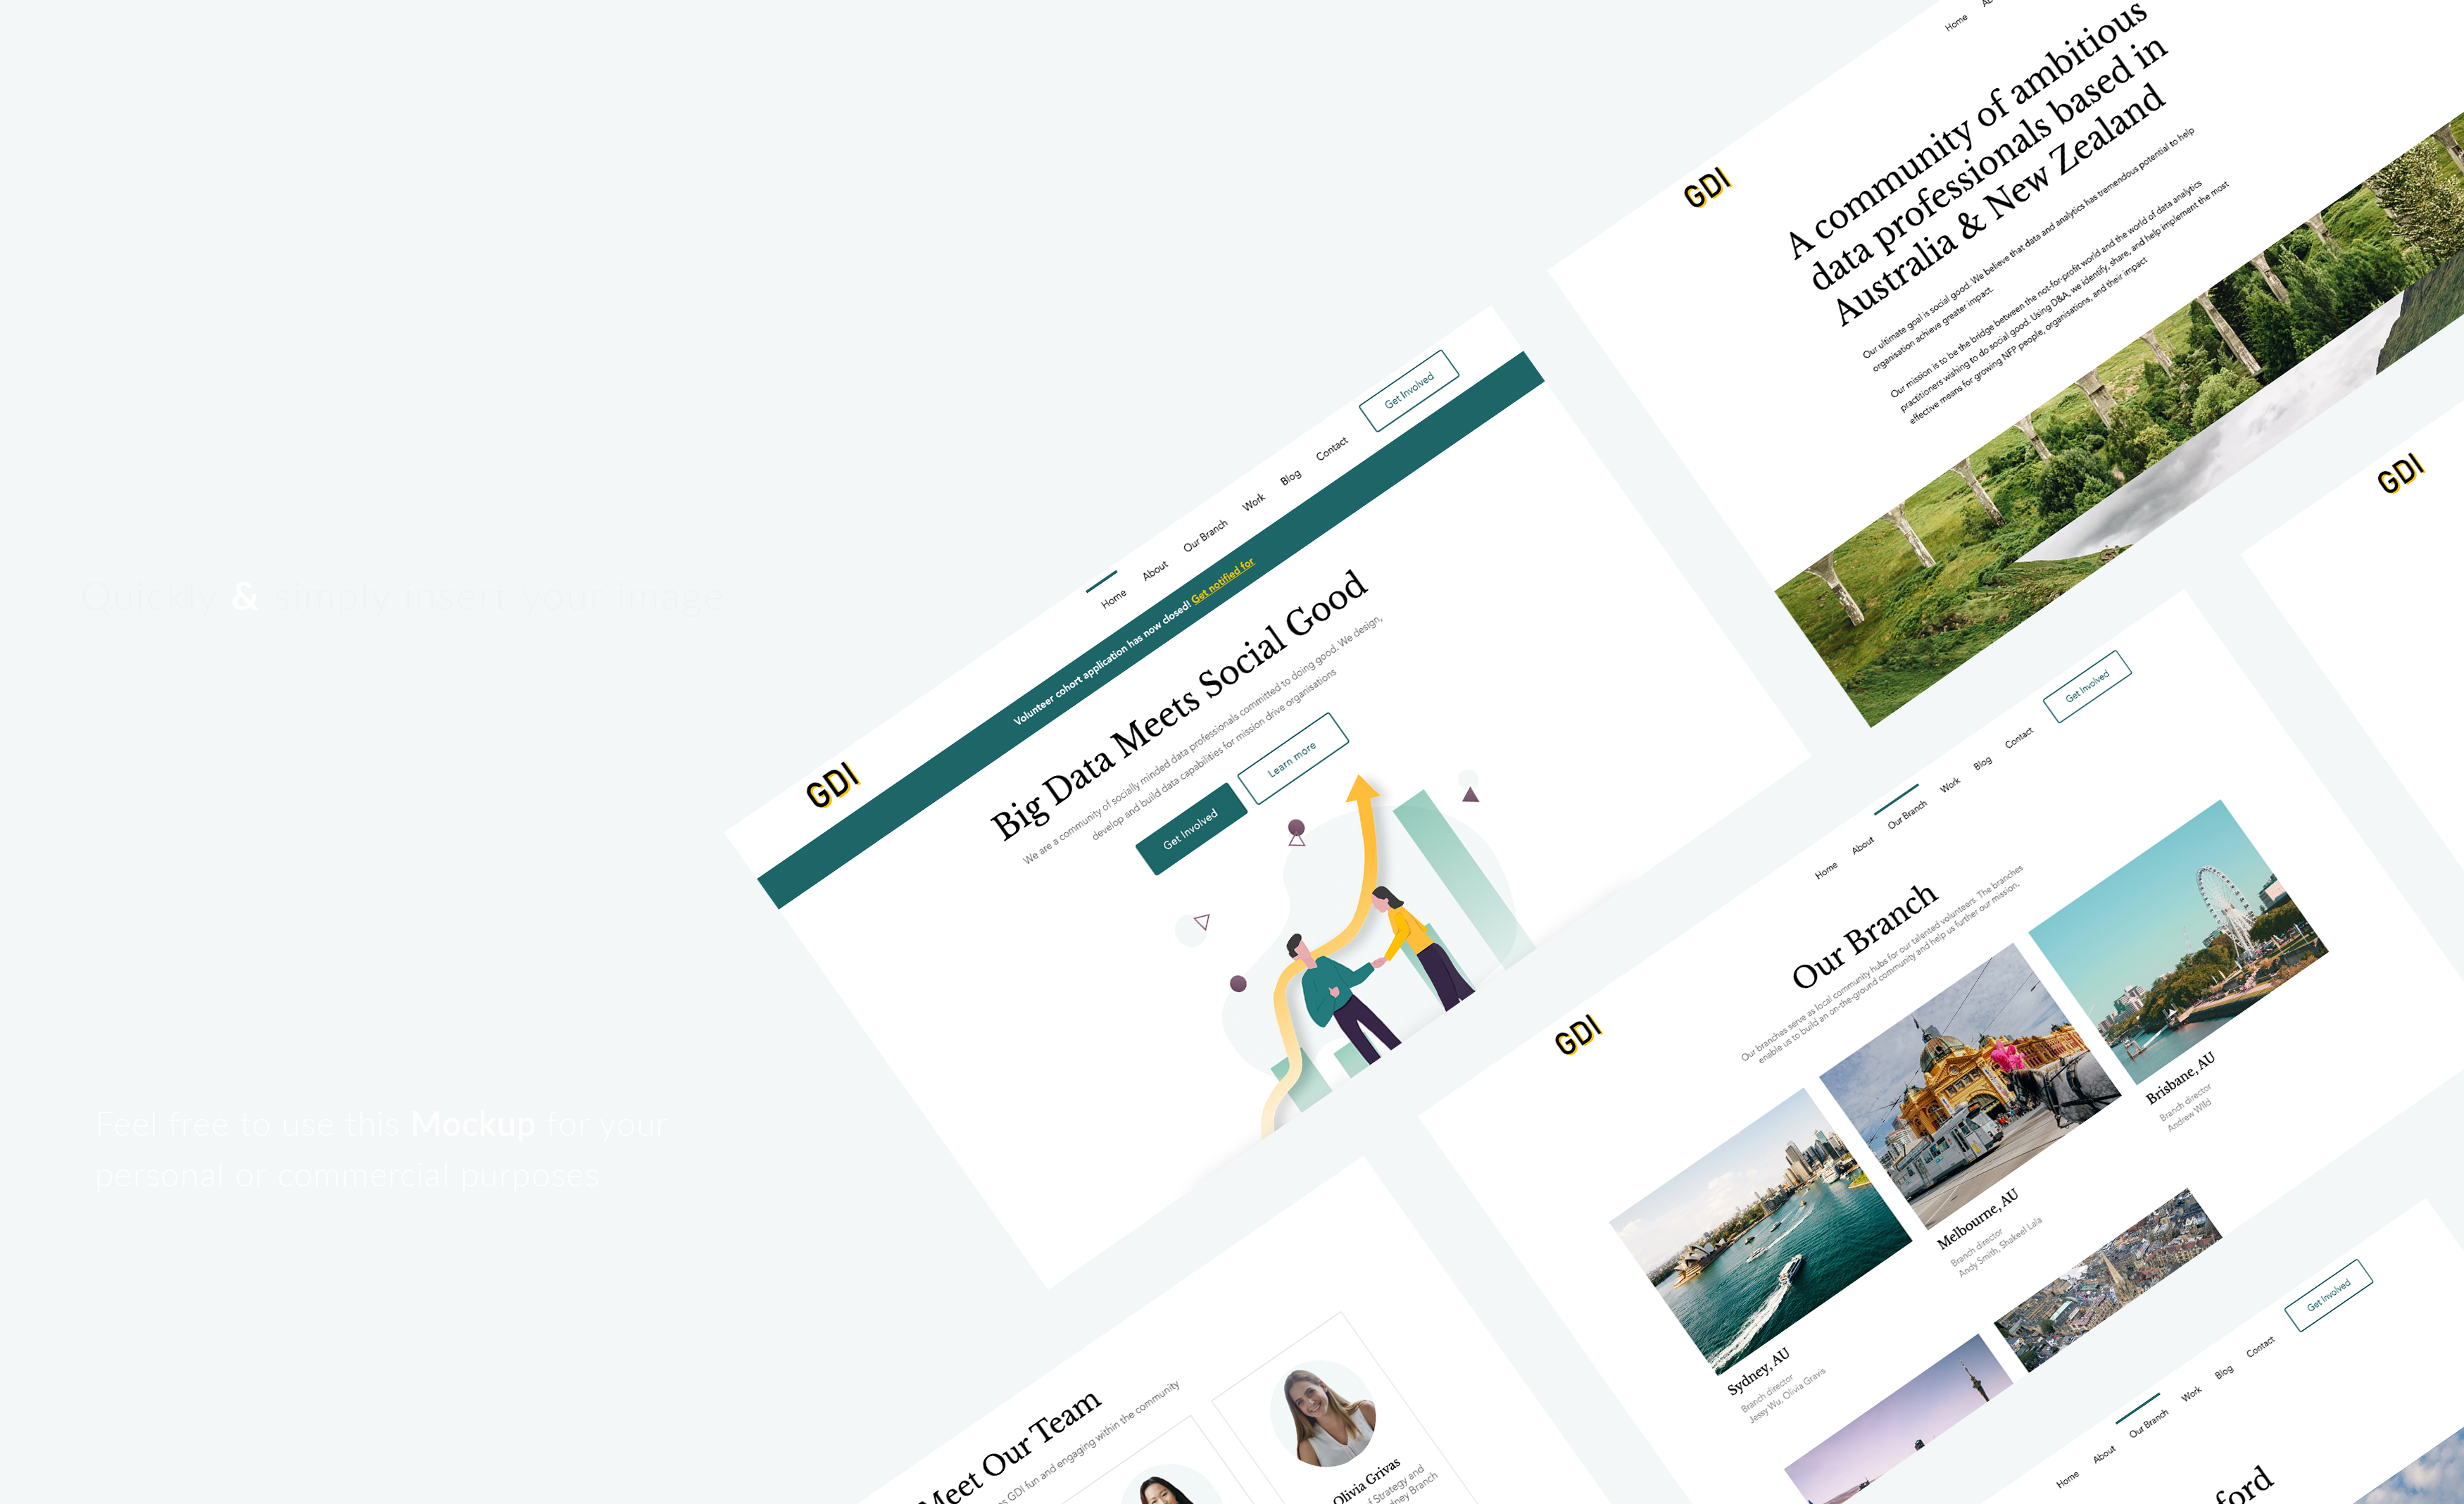 Quickly & simply insert your image
Feel free to use this Mockup for your
personal or commercial purposes
GDI
Home
About
Our Branch
Work
Blog
Contact
Get Involved
Volunteer cohort application has now closed! Get notified for
Big Data Meets Social Good
We are a community of socially minded data professionals committed to doing good. We design,
develop and build data capabilities for mission drive organisations
Get Involved
Learn more
GDI
Home
A community of ambitious
data professionals based in
Australia & New Zealand
Our ultimate goal is social good. We believe that data and analytics has tremendous potential to help
organisation achieve greater impact.
Our mission is to be the bridge between the not-for-profit world and the world of data analytics
practitioners wishing to do social good. Using D&A, we identify, share, and help implement the most
effective means for growing NFP people, organisations, and their impact
GDI
GDI
Home
About
Our Branch
Work
Blog
Contact
Get Involved
Our Branch
Our branches serve as local community hubs for our talented volunteers. The branches
enable us to build an on-the-ground community and help us further our mission.
Sydney, AU
Branch director
Jessy Wu, Olivia Gravis
Melbourne, AU
Branch director
Andy Smith, Shakeel Lala
Brisbane, AU
Branch director
Andrew Wild
Meet Our Team
GDI fun and engaging within the community
Olivia Grivas
Strategy and
Branch
Home
About
Our Branch
Work
Blog
Contact
Get Involved
ford